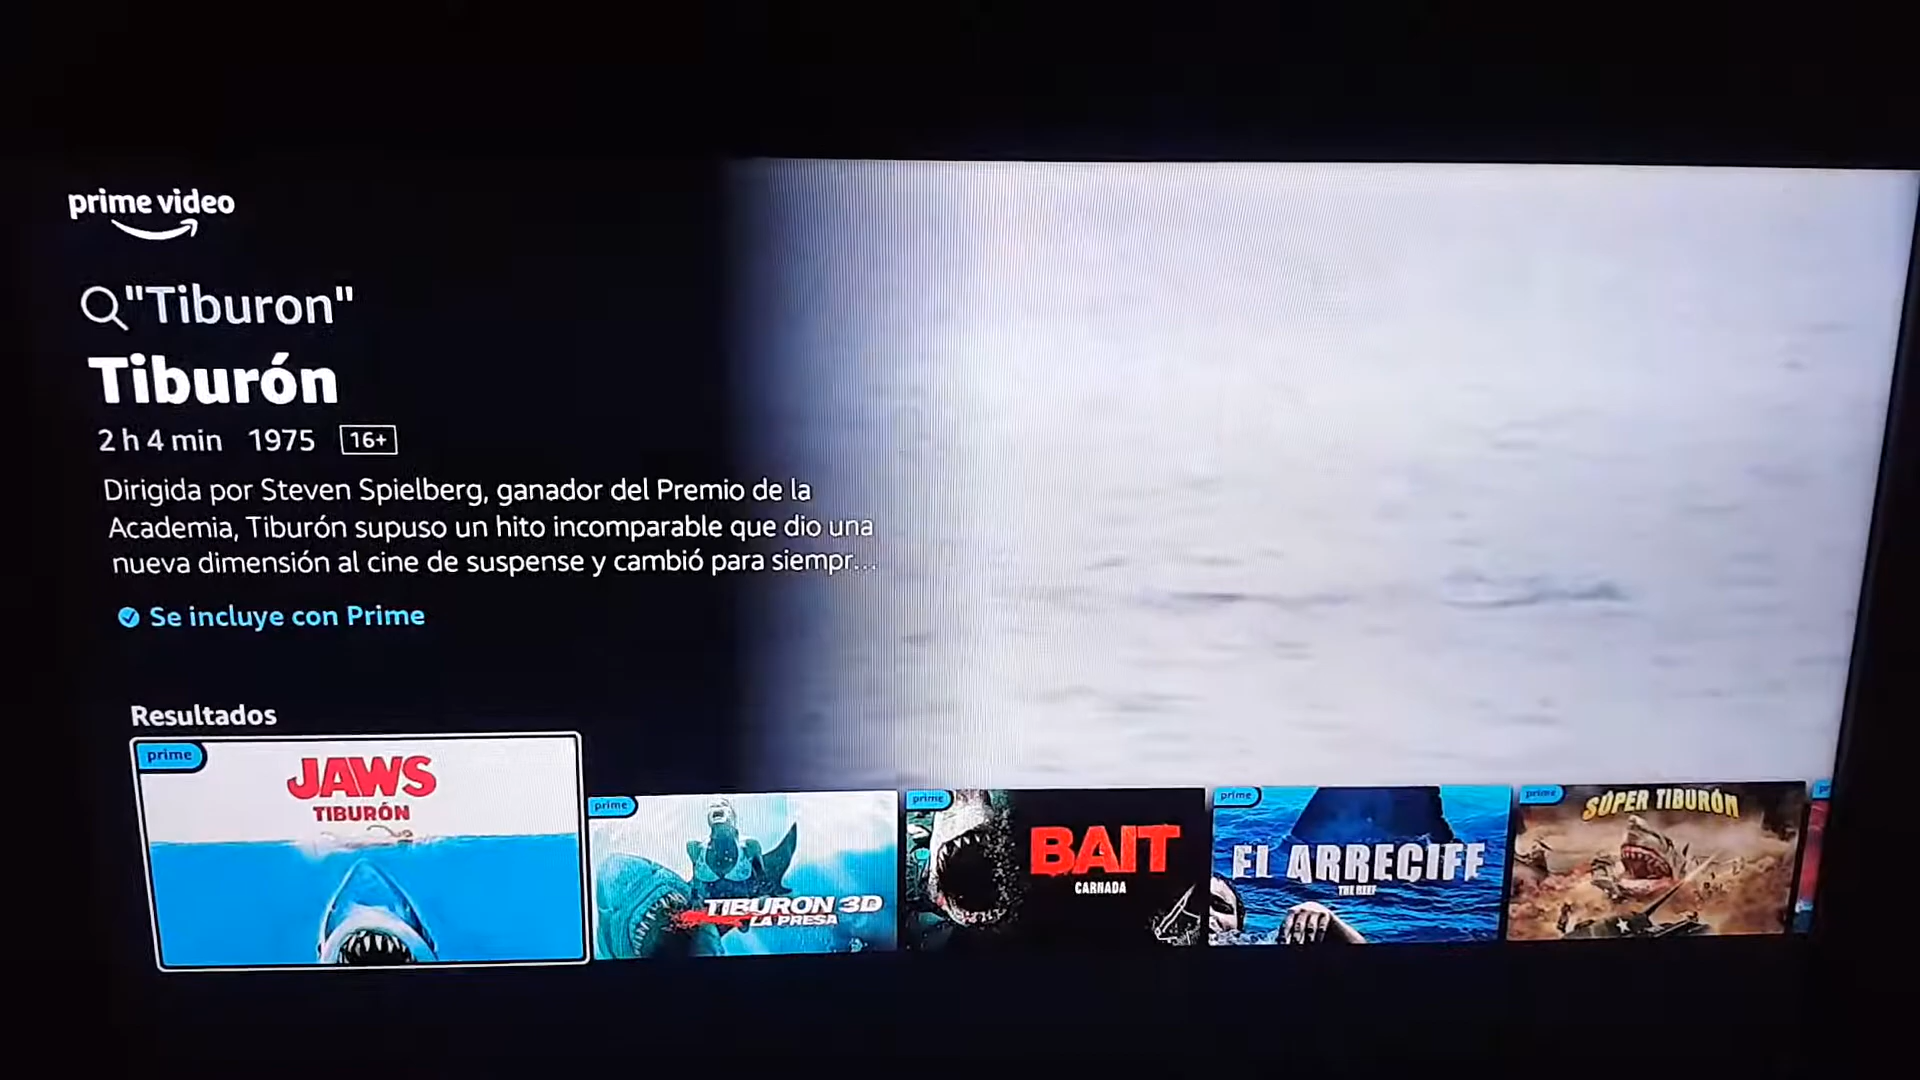 prime video
"Tiburon"
Tiburón
2 h 4 min 1975 16+
Dirigida por Steven Spielberg, ganador del Premio de la
Academia, Tiburón supuso un hito incomparable que dio una
nueva dimensión al cine de suspense y cambió para siempr...
Se incluye con Prime
Resultados
prime
JAWS
TIBURÓN
prime
TIBURON 3D
LA PRESA
prime
BAIT
CARNADA
prime
EL ARRECIFE
THE REEF
prime
SÚPER TIBURÓN
pr